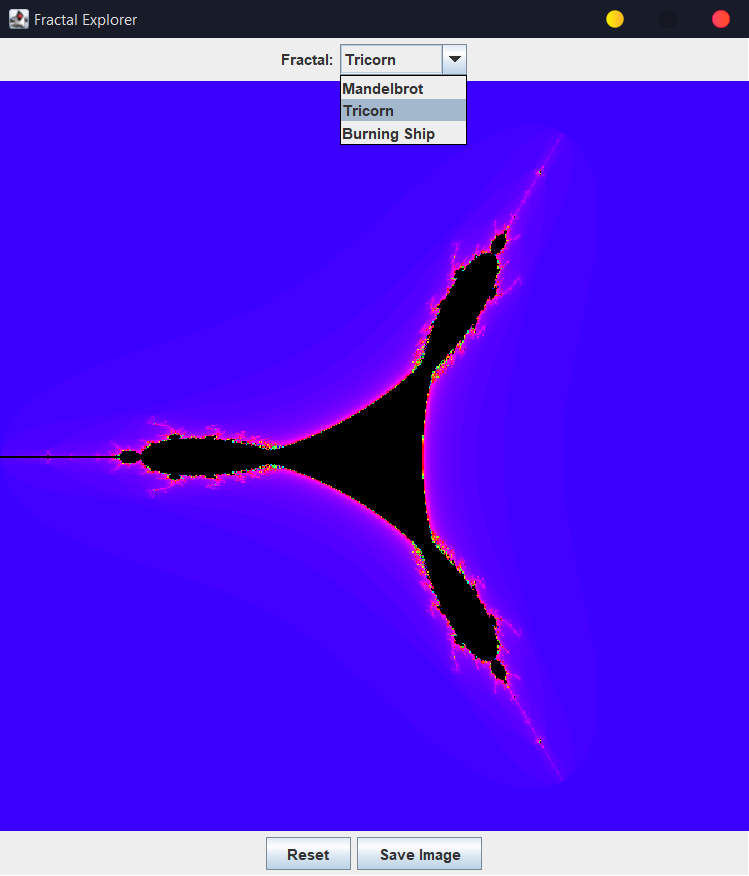 Fractal Explorer
Fractal: Tricorn
Mandelbrot
Tricorn
Burning Ship
Reset Save Image